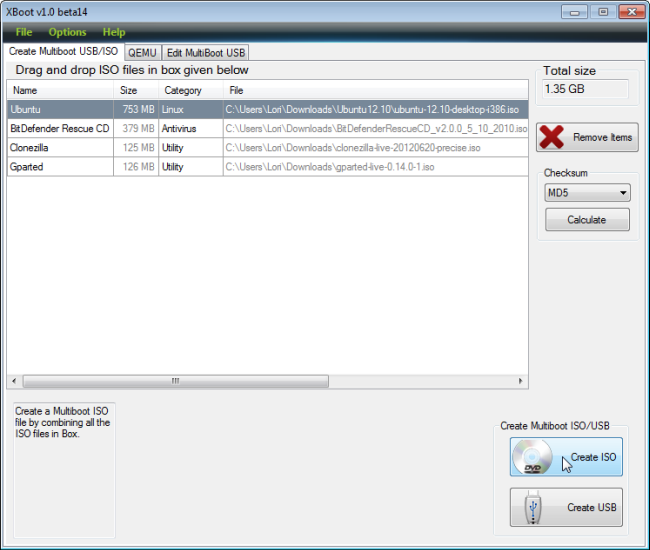 XBoot v1.0 beta14
File Options Help
Create Multiboot USB/ISO QEMU Edit MultiBoot USB
Drag and drop ISO files in box given below
Name Size Category File
Ubuntu 753 MB Linux C:\Users\Lori\Downloads\Ubuntu12.10\ubuntu-12.10-desktop-i386.iso
BitDefender Rescue CD 379 MB Antivirus C:\Users\Lori\Downloads\BitDefenderRescueCD_v2.0.0_5_10_2010.iso
Clonezilla 125 MB Utility C:\Users\Lori\Downloads\clonezilla-live-20120620-precise.iso
Gparted 126 MB Utility C:\Users\Lori\Downloads\gparted-live-0.14.0-1.iso
Total size
1.35 GB
Remove Items
Checksum
MD5
Calculate
Create a Multiboot ISO
file by combining all the
ISO files in Box.
Create Multiboot ISO/USB
DVD
Create ISO
Create USB